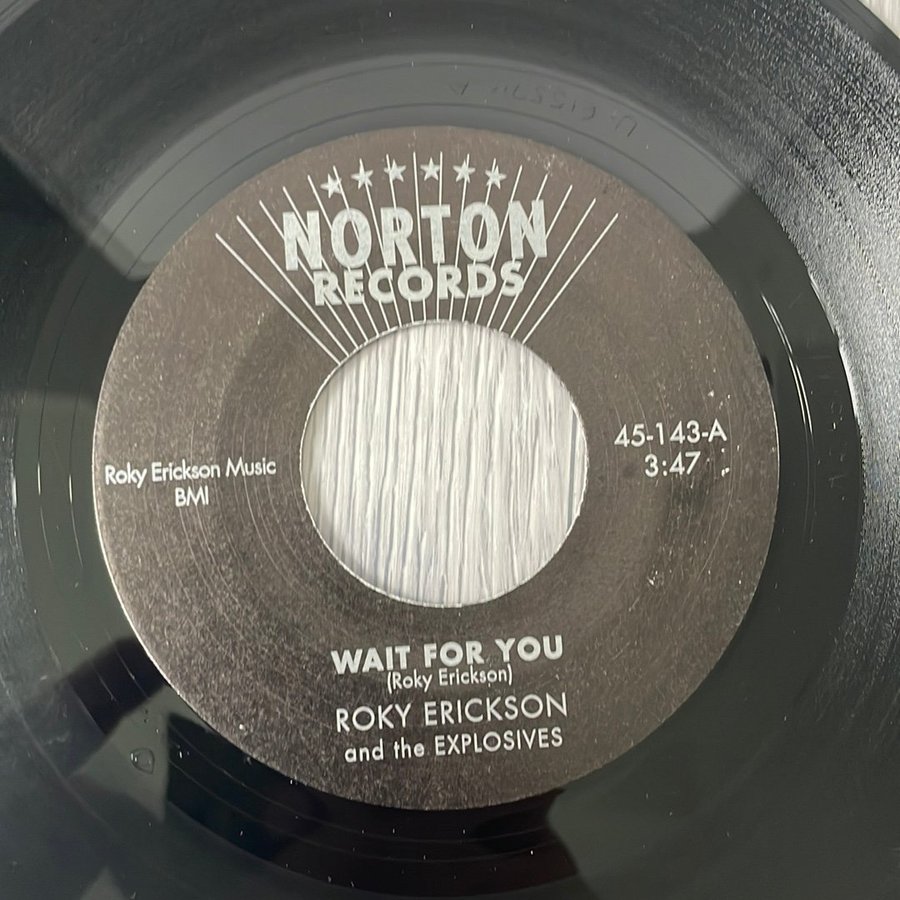 NORTON
RECORDS
45-143-A
3:47
Roky Erickson Music
BMI
WAIT FOR YOU
(Roky Erickson)
ROKY ERICKSON
and the EXPLOSIVES